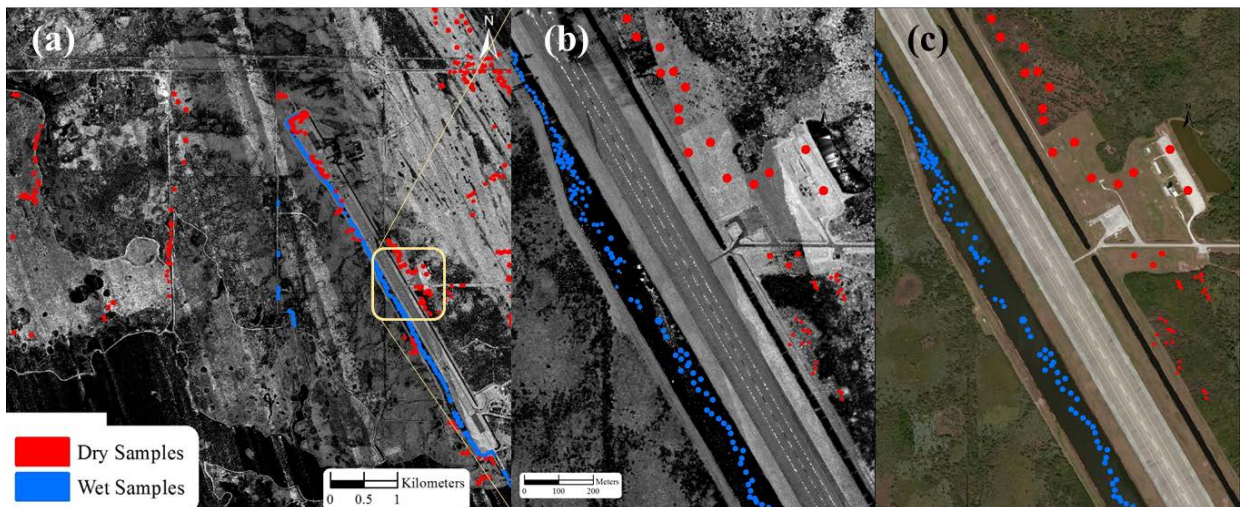 (a)
N
(b)
(c)
N
Dry Samples
Wet Samples
Kilometers
0 0.5 1
Meters
0 100 200